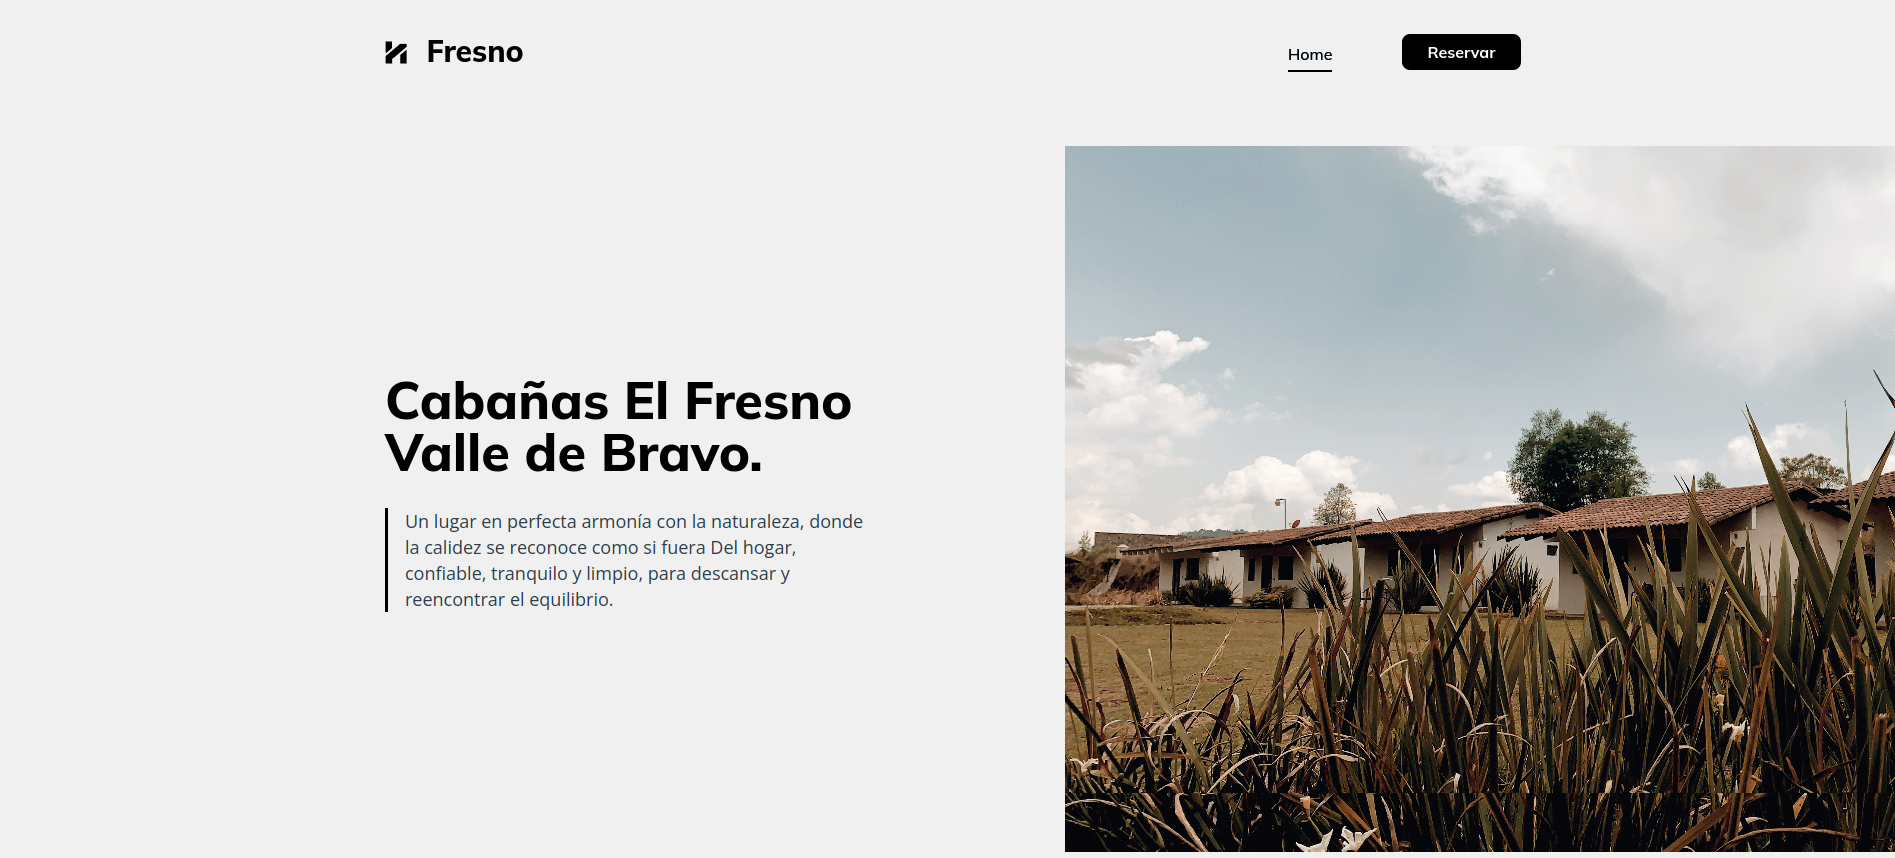 Fresno
Home
Reservar
Cabañas El Fresno
Valle de Bravo.
Un lugar en perfecta armonía con la naturaleza, donde
la calidez se reconoce como si fuera Del hogar,
confiable, tranquilo y limpio, para descansar y
reencontrar el equilibrio.